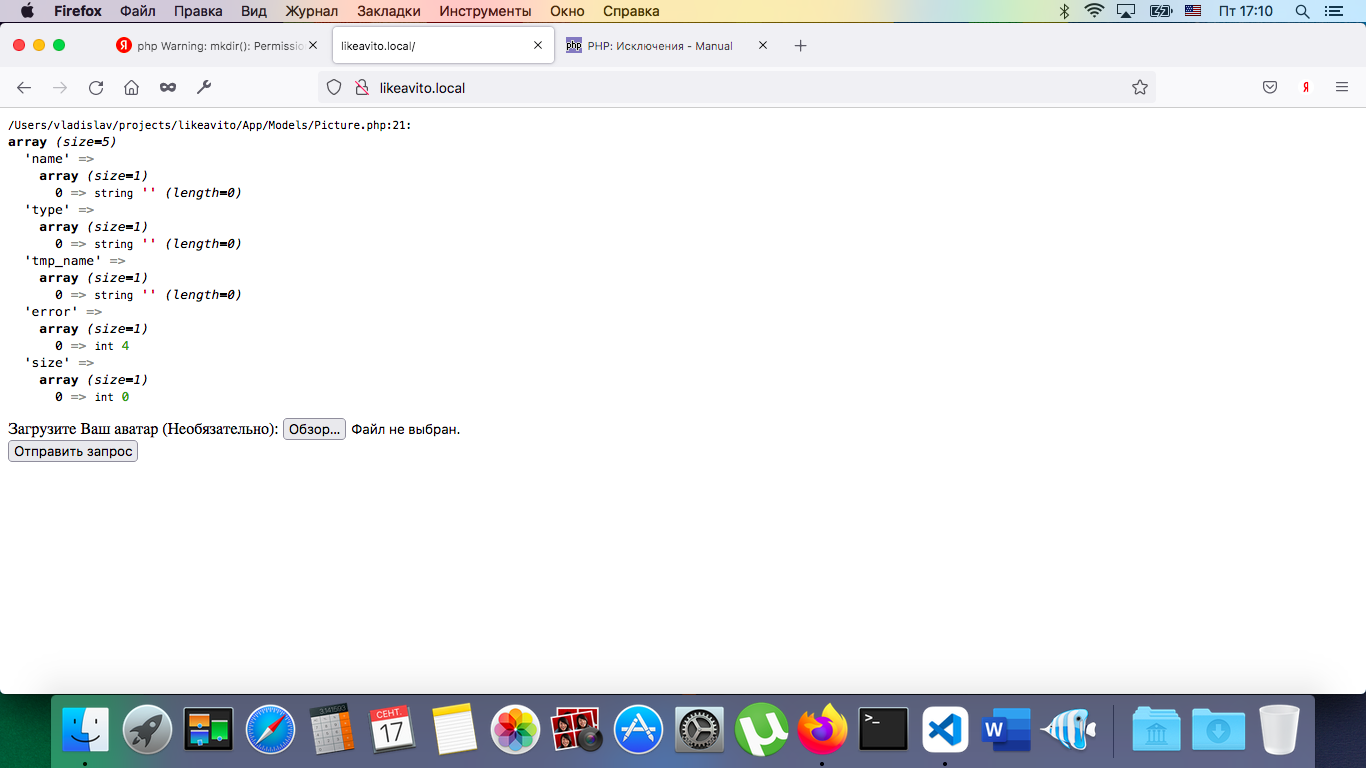 Firefox Файл Правка Вид Журнал Закладки Инструменты Окно Справка Пт 17:10
php Warning: mkdir(): Permissio
likeavito.local/
php PHP: Исключения - Manual
likeavito.local
/Users/vladislav/projects/likeavito/App/Models/Picture.php:21:
array (size=5)
'name' =>
array (size=1)
0 => string '' (length=0)
'type' =>
array (size=1)
0 => string '' (length=0)
'tmp_name' =>
array (size=1)
0 => string '' (length=0)
'error' =>
array (size=1)
0 => int 4
'size' =>
array (size=1)
0 => int 0
Загрузите Ваш аватар (Необязательно): Обзор... Файл не выбран.
Отправить запрос
3.141593
СЕНТ.
17